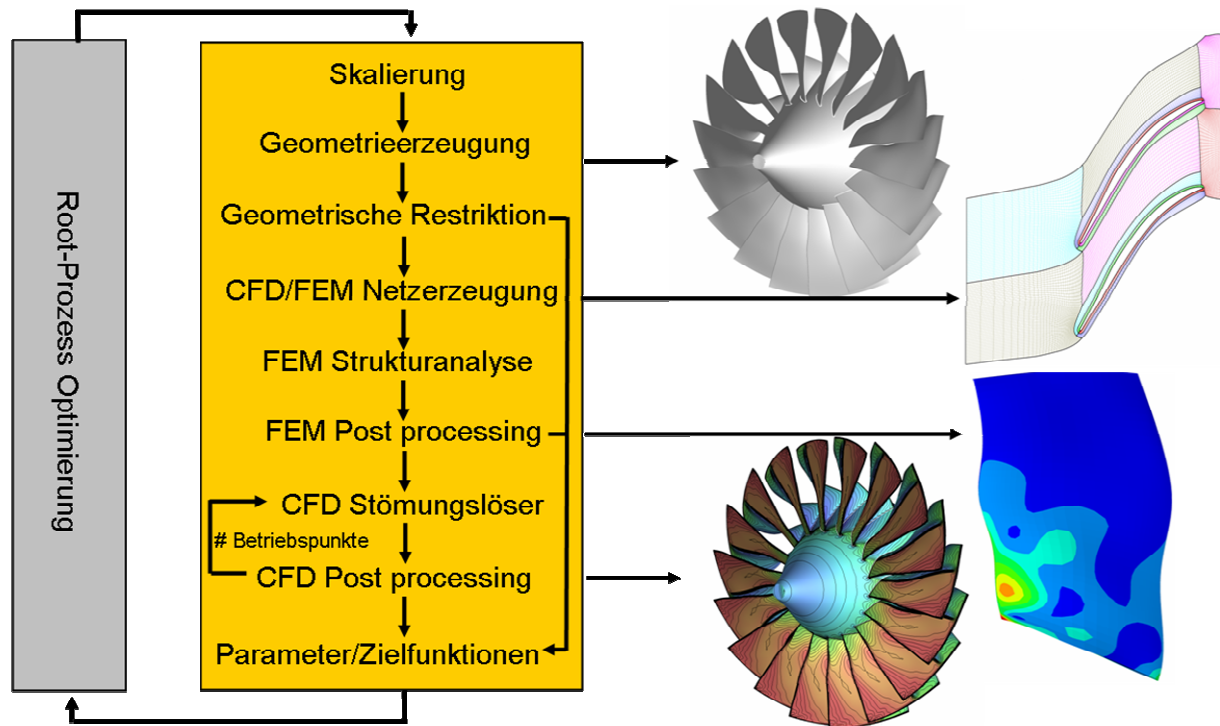 Root-Prozess Optimierung
Skalierung
Geometrieerzeugung
Geometrische Restriktion
CFD/FEM Netzerzeugung
FEM Strukturanalyse
FEM Post processing
CFD Stömungslöser
# Betriebspunkte
CFD Post processing
Parameter/Zielfunktionen